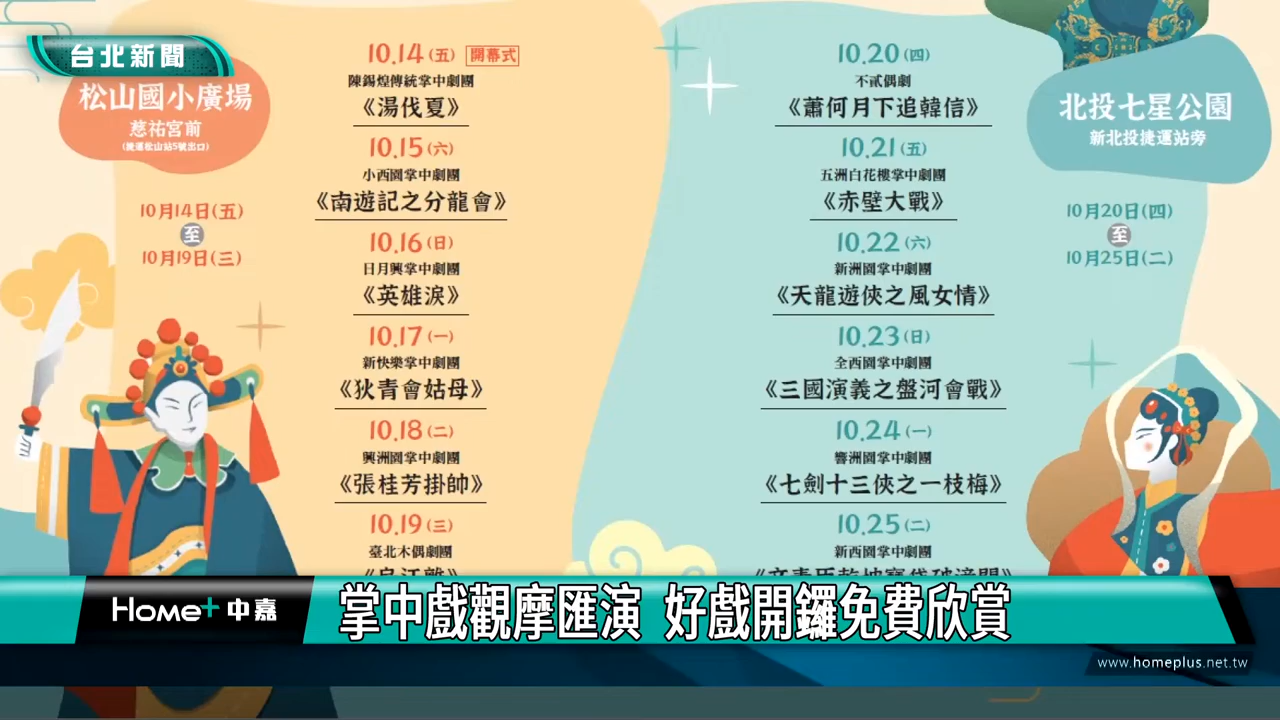 台北新聞
松山國小廣場
慈祐宮前
(捷運松山站5號出口)
10月14日(五)
至
10月19日(三)
10.14(五) 開幕式
陳錫煌傳統掌中劇團
《湯伐夏》
10.15(六)
小西園掌中劇團
《南遊記之分龍會》
10.16(日)
日月興掌中劇團
《英雄淚》
10.17(一)
新快樂掌中劇團
《狄青會姑母》
10.18(二)
興洲園掌中劇團
《張桂芳掛帥》
10.19(三)
臺北木偶劇團
10.20(四)
不貳偶劇
《蕭何月下追韓信》
10.21(五)
五洲白花樓掌中劇團
《赤壁大戰》
10.22(六)
新洲園掌中劇團
《天龍遊俠之風女情》
10.23(日)
全西園掌中劇團
《三國演義之盤河會戰》
10.24(一)
響洲園掌中劇團
《七劍十三俠之一枝梅》
10.25(二)
新西園掌中劇團
北投七星公園
新北投捷運站旁
10月20日(四)
至
10月25日(二)
Home+中嘉
掌中戲觀摩匯演 好戲開鑼免費欣賞
www.homeplus.net.tw